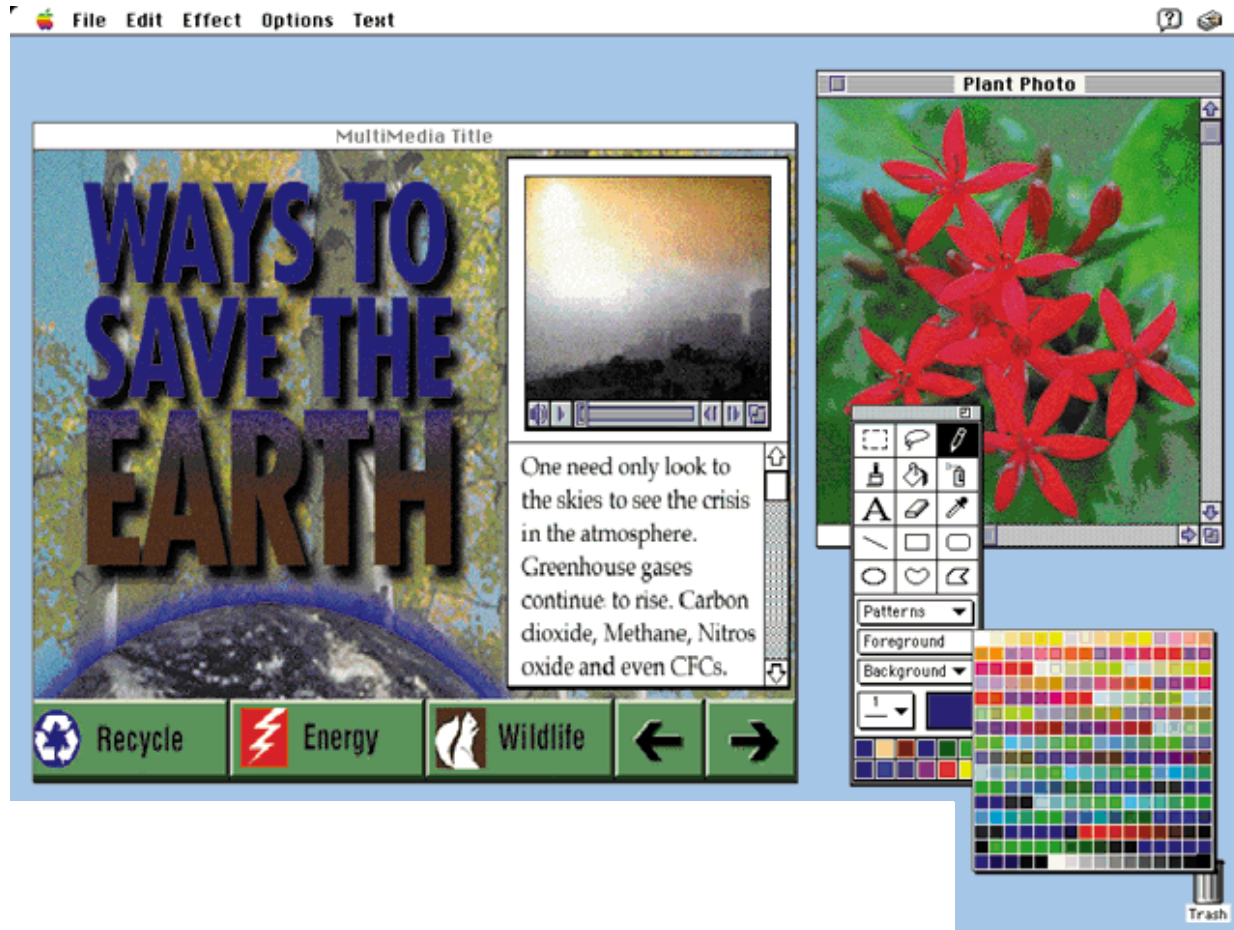 File Edit Effect Options Text
MultiMedia Title
WAYS TO
SAVE THE
EARTH
One need only look to
the skies to see the crisis
in the atmosphere.
Greenhouse gases
continue to rise. Carbon
dioxide, Methane, Nitros
oxide and even CFCs.
Recycle
Energy
Wildlife
Plant Photo
A
Patterns
Foreground
Background
1
Trash